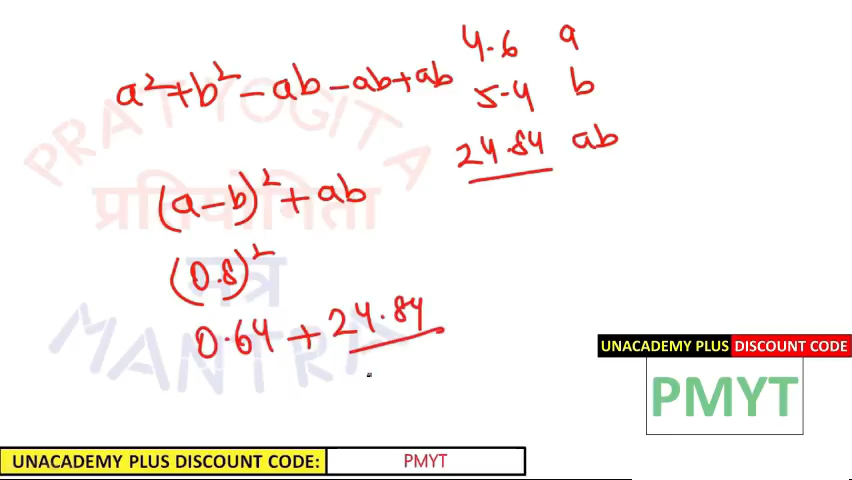 a² + b² - ab - ab + ab
4.6 a
5.4 b
24.84 ab
(a - b)² + ab
(0.8)²
0.64 + 24.84
PRATIYOGITA
प्रतियोगिता
मंत्र
MANTRA
UNACADEMY PLUS DISCOUNT CODE
PMYT
UNACADEMY PLUS DISCOUNT CODE: PMYT